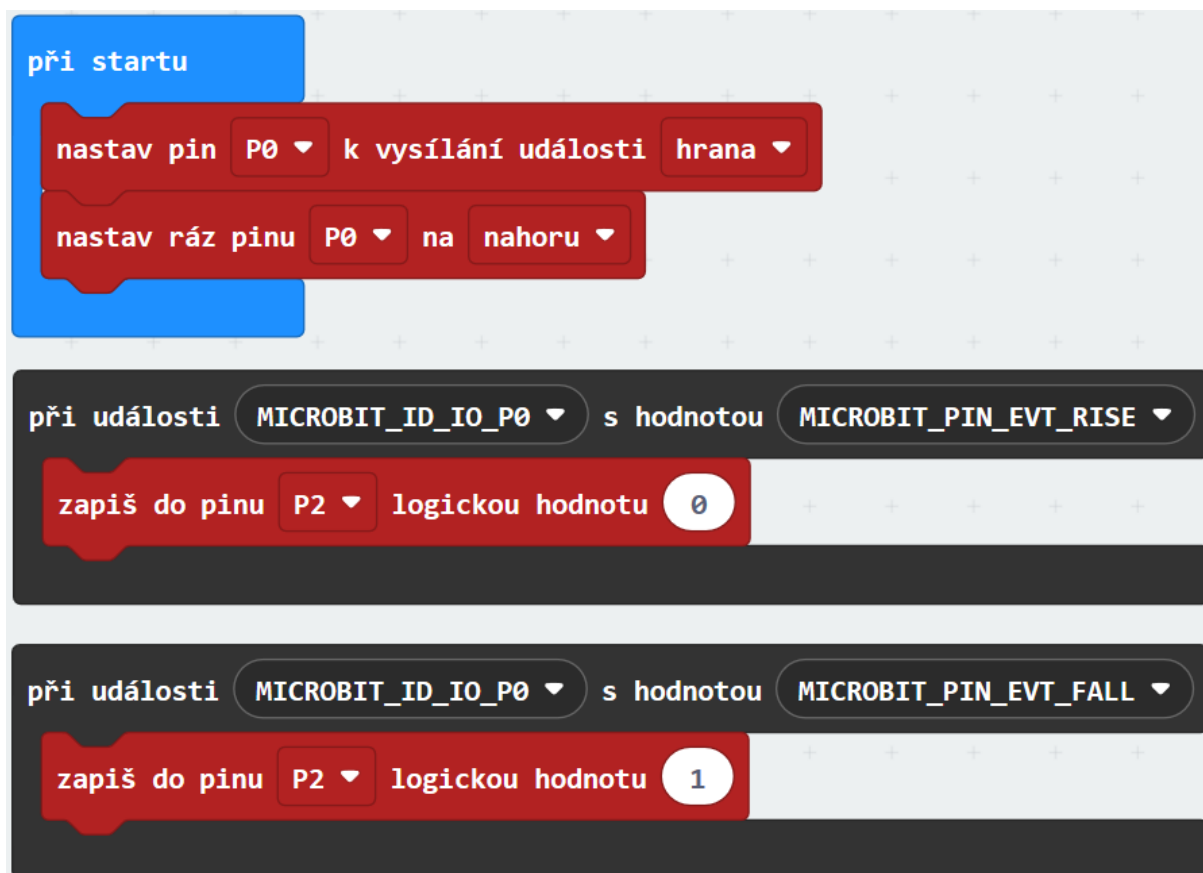 při startu
nastav pin P0 k vysílání události hrana
nastav ráz pinu P0 na nahoru
při události MICROBIT_ID_IO_P0 s hodnotou MICROBIT_PIN_EVT_RISE
zapiš do pinu P2 logickou hodnotu 0
při události MICROBIT_ID_IO_P0 s hodnotou MICROBIT_PIN_EVT_FALL
zapiš do pinu P2 logickou hodnotu 1